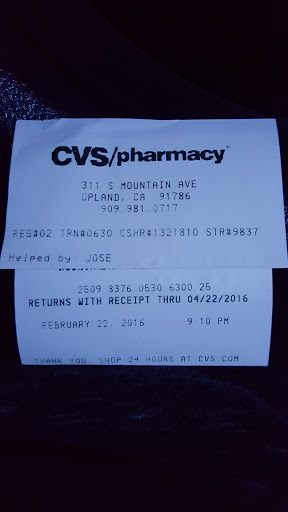 CVS/pharmacy
311 S MOUNTAIN AVE
UPLAND, CA 91786
909.981.0717
REG#02 TRN#0630 CSHR#1321810 STR#9837
Helped by: JOSE
2509 8376 0530 6300 25
RETURNS WITH RECEIPT THRU 04/22/2016
FEBRUARY 22, 2016 9:10 PM
THANK YOU. SHOP 24 HOURS AT CVS.COM